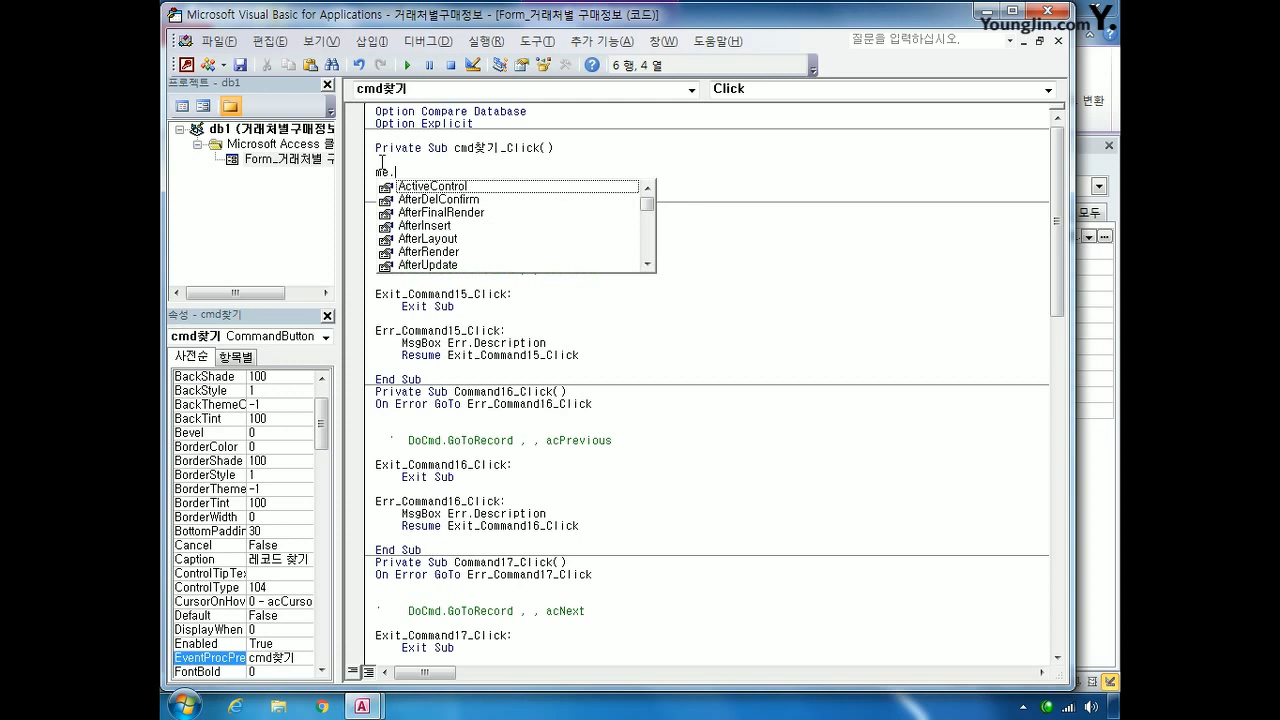 Microsoft Visual Basic for Applications - 거래처별구매정보 - [Form_거래처별 구매정보 (코드)]
YoungJin.com Y.
파일(F) 편집(E) 보기(V) 삽입(I) 디버그(D) 실행(R) 도구(T) 추가 기능(A) 창(W) 도움말(H)
질문을 입력하십시오.
6 행, 4 열
프로젝트 - db1
cmd찾기 Click
변환
모두
db1 (거래처별구매정보
Microsoft Access 클
Form_거래처별 구
Option Compare Database
Option Explicit
Private Sub cmd찾기_Click()
me.
ActiveControl
AfterDelConfirm
AfterFinalRender
AfterInsert
AfterLayout
AfterRender
AfterUpdate
Exit_Command15_Click:
Exit Sub
Err_Command15_Click:
MsgBox Err.Description
Resume Exit_Command15_Click
End Sub
Private Sub Command16_Click()
On Error GoTo Err_Command16_Click
' DoCmd.GoToRecord , , acPrevious
Exit_Command16_Click:
Exit Sub
Err_Command16_Click:
MsgBox Err.Description
Resume Exit_Command16_Click
End Sub
Private Sub Command17_Click()
On Error GoTo Err_Command17_Click
' DoCmd.GoToRecord , , acNext
Exit_Command17_Click:
Exit Sub
속성 - cmd찾기
cmd찾기 CommandButton
사전순 항목별
BackShade 100
BackStyle 1
BackThemeC -1
BackTint 100
Bevel 0
BorderColor 0
BorderShade 100
BorderStyle 1
BorderTheme -1
BorderTint 100
BorderWidth 0
BottomPaddin 30
Cancel False
Caption 레코드 찾기
ControlTipTe
ControlType 104
CursorOnHov 0 - acCurso
Default False
DisplayWhen 0
Enabled True
EventProcPre cmd찾기
FontBold 0